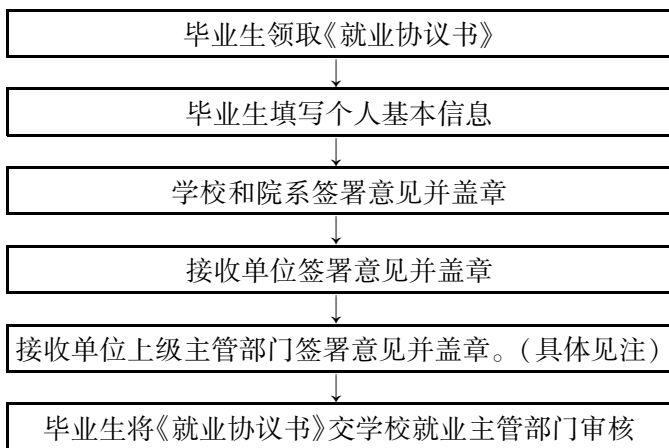 毕业生领取《就业协议书》
毕业生填写个人基本信息
学校和院系签署意见并盖章
接收单位签署意见并盖章
接收单位上级主管部门签署意见并盖章。(具体见注)
毕业生将《就业协议书》交学校就业主管部门审核